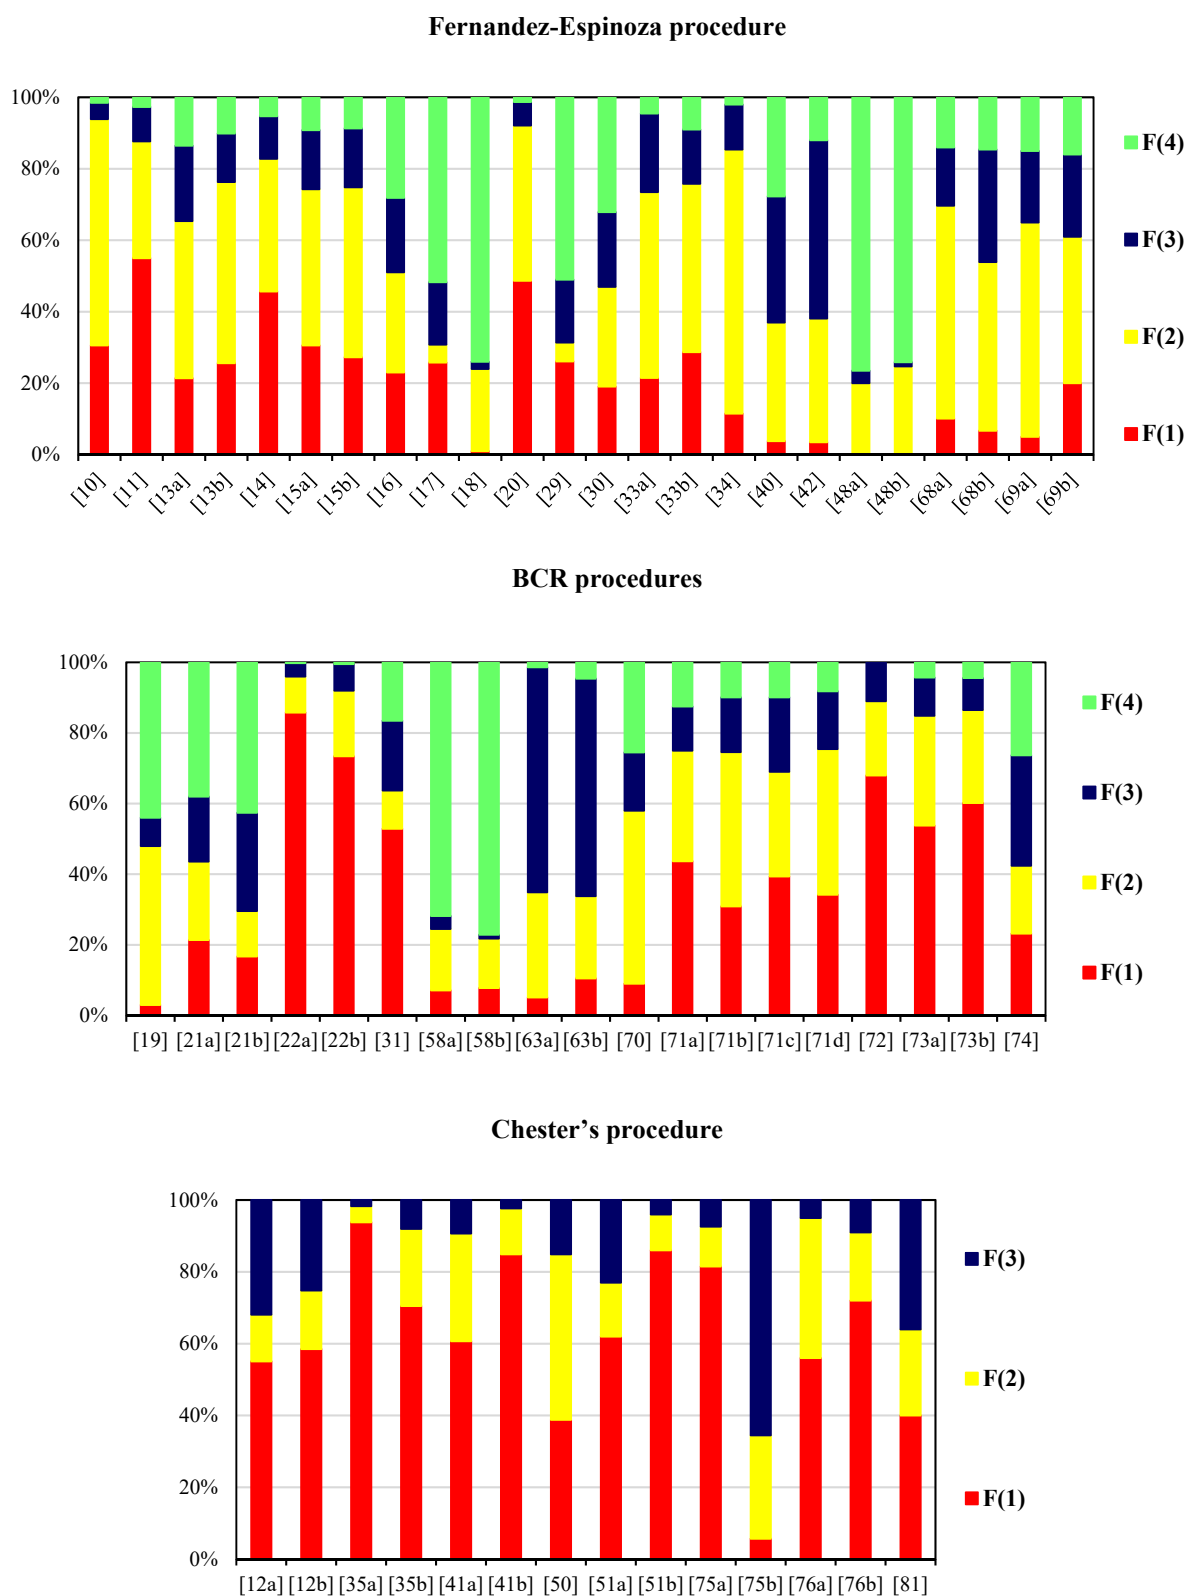 Fernandez-Espinoza procedure
100%
80%
60%
40%
20%
0%
[10] [11] [13a] [13b] [14] [15a] [15b] [16] [17] [18] [20] [29] [30] [33a] [33b] [34] [40] [42] [48a] [48b] [68a] [68b] [69a] [69b]
F(4)
F(3)
F(2)
F(1)
BCR procedures
100%
80%
60%
40%
20%
0%
[19] [21a] [21b] [22a] [22b] [31] [58a] [58b] [63a] [63b] [70] [71a] [71b] [71c] [71d] [72] [73a] [73b] [74]
F(4)
F(3)
F(2)
F(1)
Chester’s procedure
100%
80%
60%
40%
20%
0%
[12a] [12b] [35a] [35b] [41a] [41b] [50] [51a] [51b] [75a] [75b] [76a] [76b] [81]
F(3)
F(2)
F(1)